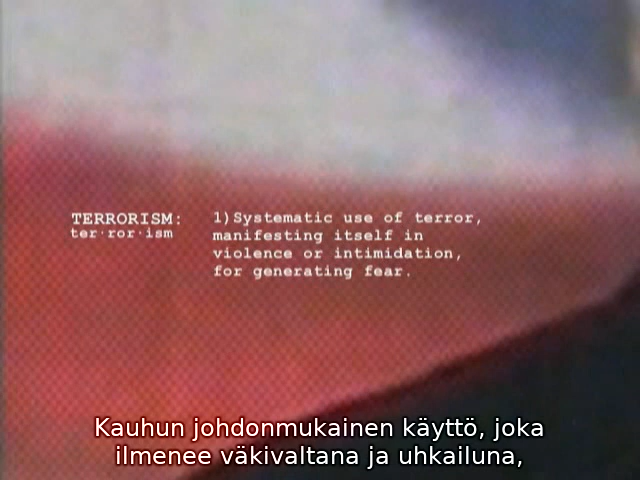 TERRORISM:
ter·ror·ism
1)Systematic use of terror,
manifesting itself in
violence or intimidation,
for generating fear.
Kauhun johdonmukainen käyttö, joka
ilmenee väkivaltana ja uhkailuna,